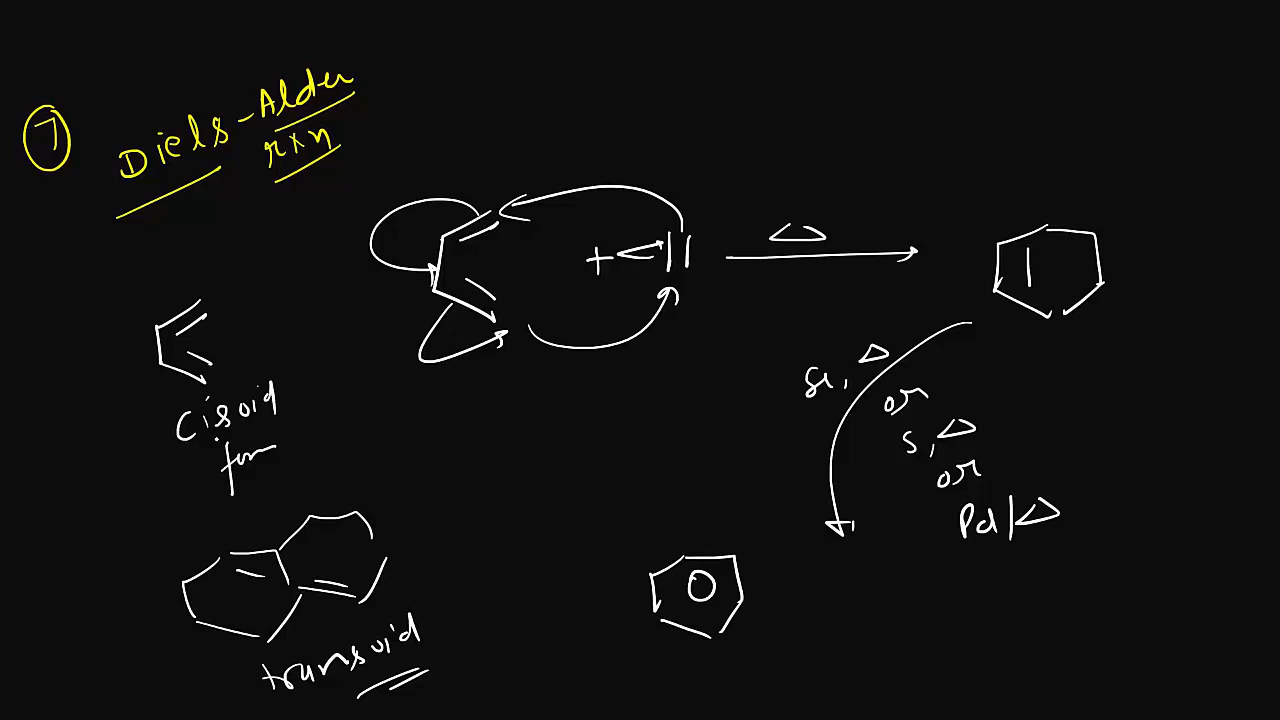 7
Diels-Alder
rxn
+
△
Se, △
or
S, △
or
Pd/△
Cisoid
form
transoid